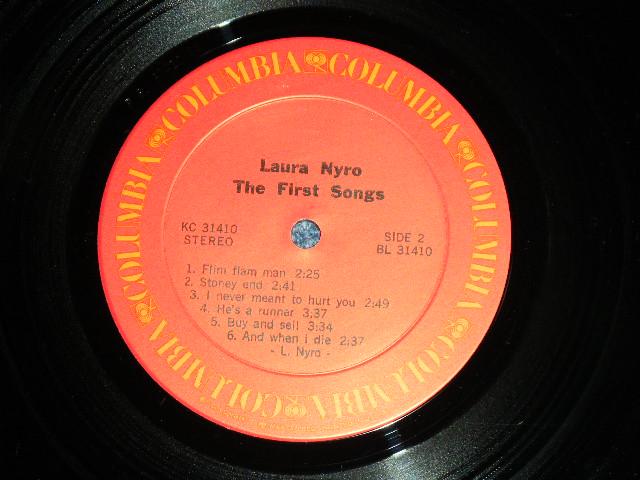 COLUMBIA COLUMBIA COLUMBIA COLUMBIA COLUMBIA COLUMBIA
Laura Nyro
The First Songs
KC 31410
STEREO
SIDE 2
BL 31410
1. Flim flam man 2:25
2. Stoney end 2:41
3. I never meant to hurt you 2:49
4. He's a runner 3:37
5. Buy and sell 3:34
6. And when i die 2:37
- L. Nyro -